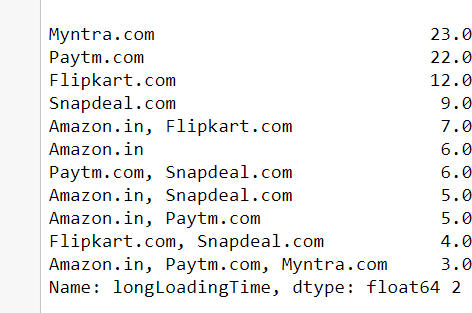 Myntra.com 23.0
Paytm.com 22.0
Flipkart.com 12.0
Snapdeal.com 9.0
Amazon.in, Flipkart.com 7.0
Amazon.in 6.0
Paytm.com, Snapdeal.com 6.0
Amazon.in, Snapdeal.com 5.0
Amazon.in, Paytm.com 5.0
Flipkart.com, Snapdeal.com 4.0
Amazon.in, Paytm.com, Myntra.com 3.0
Name: longLoadingTime, dtype: float64 2